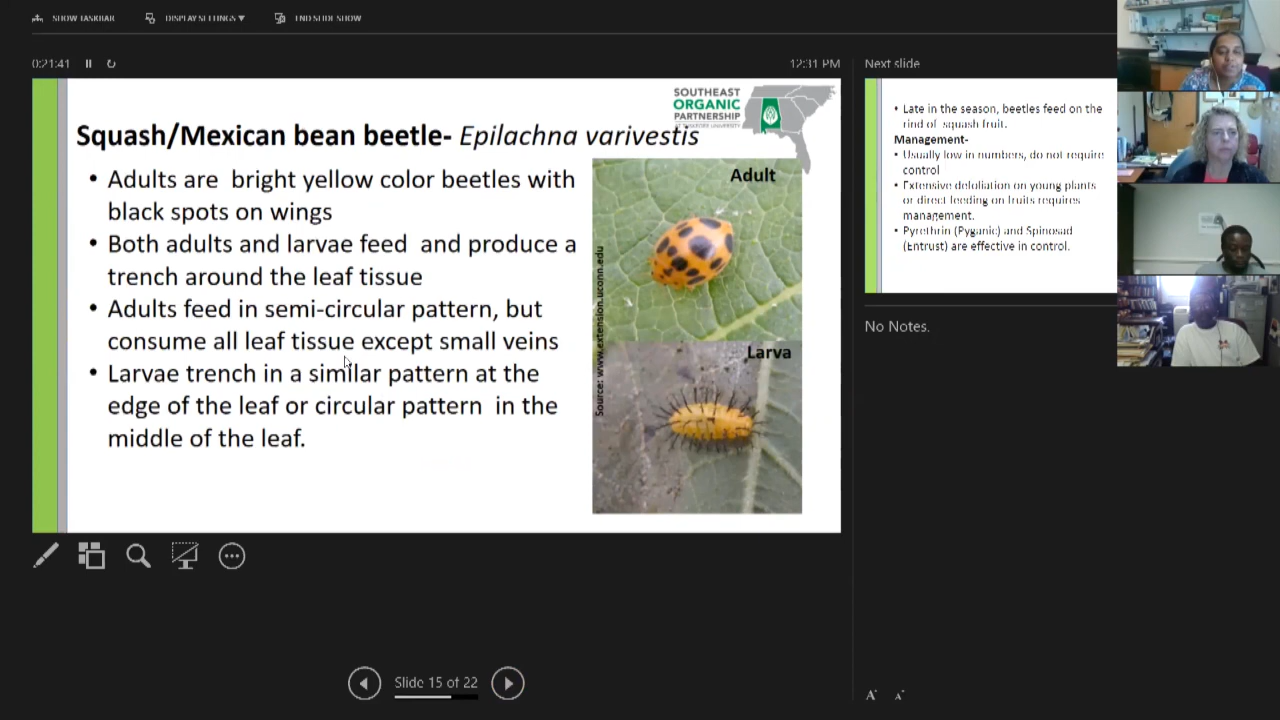 SHOW TASKBAR
DISPLAY SETTINGS ▼
END SLIDE SHOW
0:21:41
12:31 PM
SOUTHEAST
ORGANIC
PARTNERSHIP
Squash/Mexican bean beetle- Epilachna varivestis
• Adults are bright yellow color beetles with
black spots on wings
• Both adults and larvae feed and produce a
trench around the leaf tissue
• Adults feed in semi-circular pattern, but
consume all leaf tissue except small veins
• Larvae trench in a similar pattern at the
edge of the leaf or circular pattern in the
middle of the leaf.
Adult
Larva
Source: www.extension.uconn.edu
Slide 15 of 22
Next slide
• Late in the season, beetles feed on the
rind of squash fruit.
Management-
• Usually low in numbers, do not require
control
• Extensive defoliation on young plants
or direct feeding on fruits requires
management.
• Pyrethrin (Pyganic) and Spinosad
(Entrust) are effective in control.
No Notes.
A A